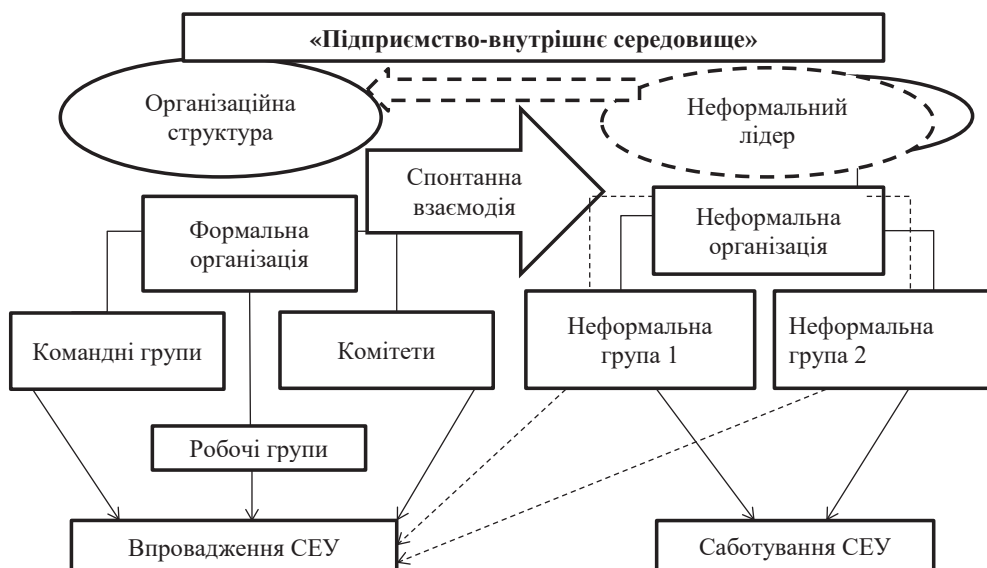 «Підприємство-внутрішнє середовище»
Організаційна
структура
Неформальний
лідер
Спонтанна
взаємодія
Формальна
організація
Неформальна
організація
Командні групи
Комітети
Неформальна
група 1
Неформальна
група 2
Робочі групи
Впровадження СЕУ
Саботування СЕУ